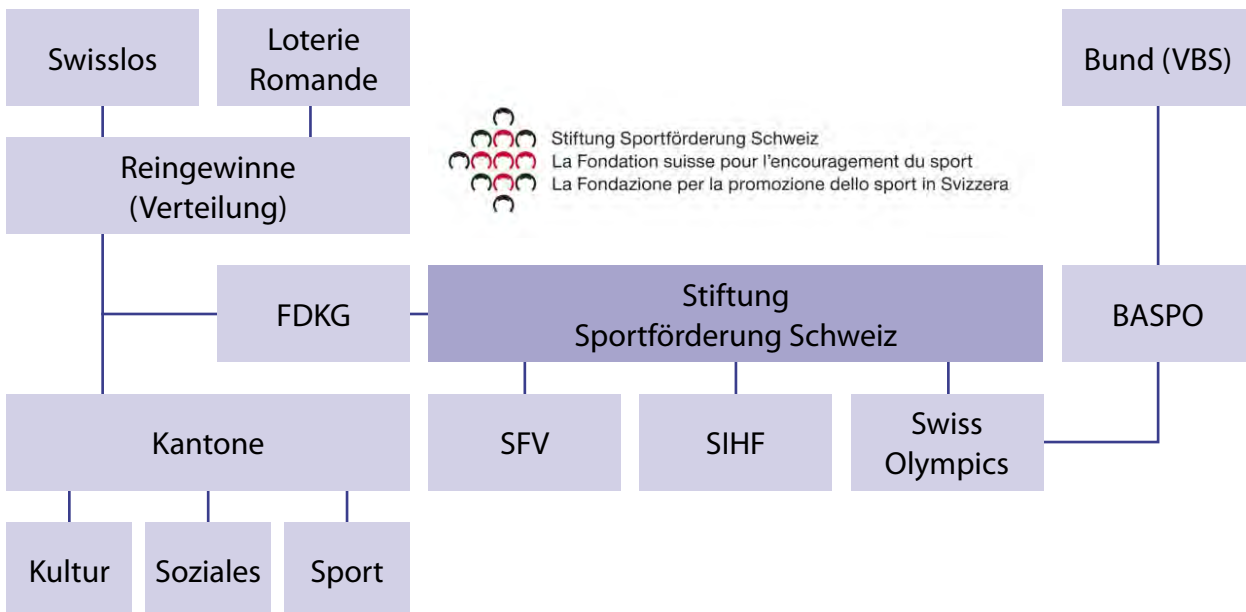 Swisslos
Loterie
Romande
Bund (VBS)
Stiftung Sportförderung Schweiz
La Fondation suisse pour l'encouragement du sport
La Fondazione per la promozione dello sport in Svizzera
Reingewinne
(Verteilung)
FDKG
Stiftung
Sportförderung Schweiz
BASPO
Kantone
SFV
SIHF
Swiss
Olympics
Kultur
Soziales
Sport